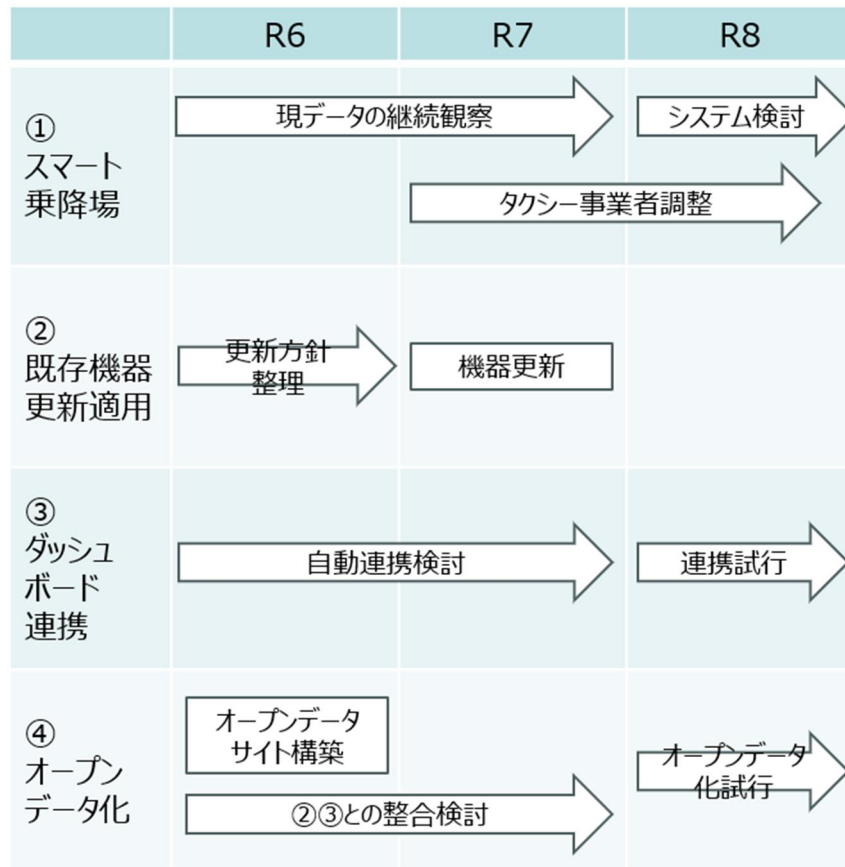 R6
R7
R8
①
スマート
乗降場
現データの継続観察
システム検討
タクシー事業者調整
②
既存機器
更新適用
更新方針
整理
機器更新
③
ダッシュ
ボード
連携
自動連携検討
連携試行
④
オープン
データ化
オープンデータ
サイト構築
②③との整合検討
オープンデータ
化試行